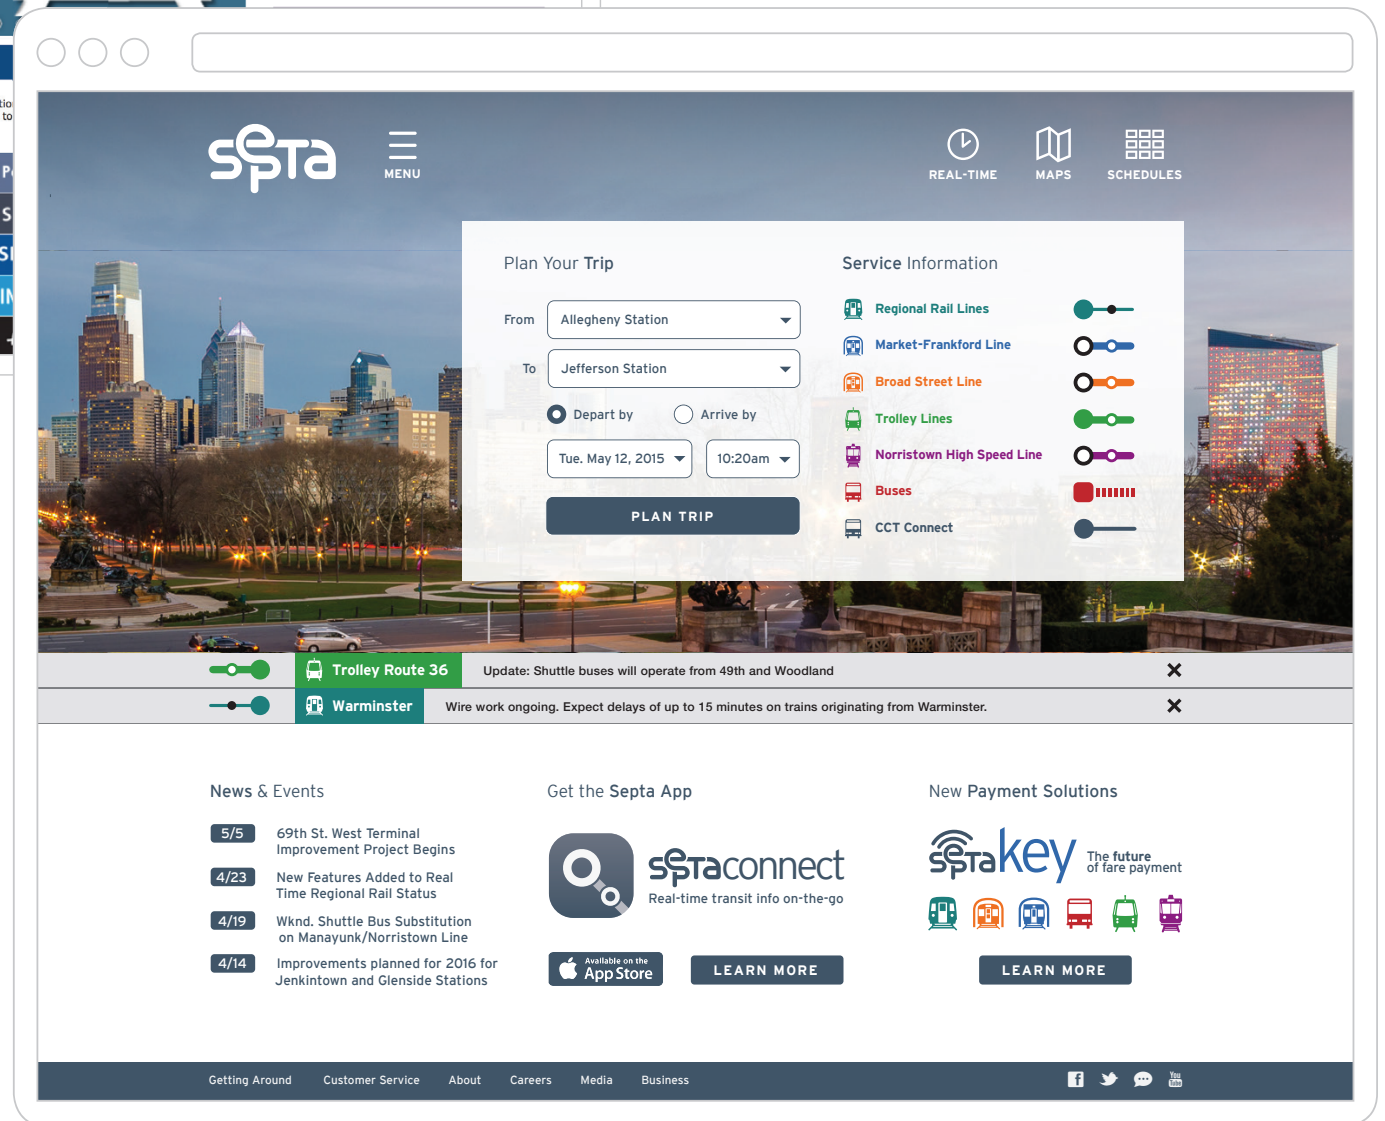 septa
MENU
REAL-TIME
MAPS
SCHEDULES
Plan Your Trip
From
Allegheny Station
To
Jefferson Station
Depart by
Arrive by
Tue. May 12, 2015
10:20am
PLAN TRIP
Service Information
Regional Rail Lines
Market-Frankford Line
Broad Street Line
Trolley Lines
Norristown High Speed Line
Buses
CCT Connect
Trolley Route 36
Update: Shuttle buses will operate from 49th and Woodland
Warminster
Wire work ongoing. Expect delays of up to 15 minutes on trains originating from Warminster.
News & Events
5/5
69th St. West Terminal
Improvement Project Begins
4/23
New Features Added to Real
Time Regional Rail Status
4/19
Wknd. Shuttle Bus Substitution
on Manayunk/Norristown Line
4/14
Improvements planned for 2016 for
Jenkintown and Glenside Stations
Get the Septa App
septaconnect
Real-time transit info on-the-go
Available on the
App Store
LEARN MORE
New Payment Solutions
septakey
The future
of fare payment
LEARN MORE
Getting Around
Customer Service
About
Careers
Media
Business
f
You
Tube